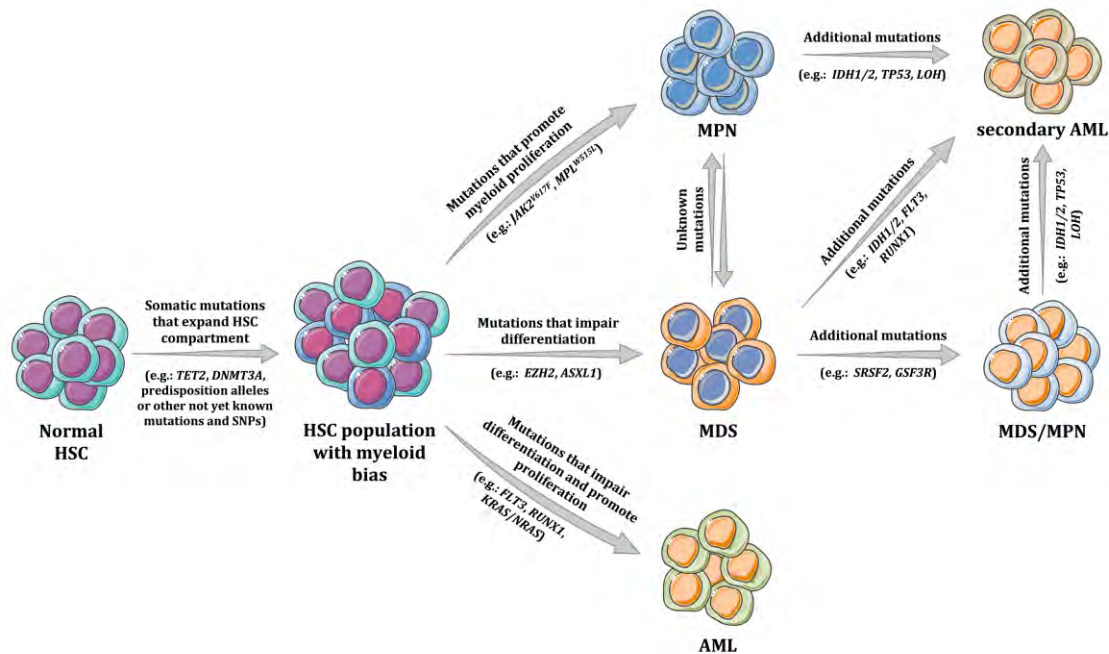 Normal
HSC
Somatic mutations
that expand HSC
compartment
(e.g.: TET2, DNMT3A,
predisposition alleles
or other not yet known
mutations and SNPs)
HSC population
with myeloid
bias
Mutations that promote
myeloid proliferation
(e.g.: JAK2V617F, MPLW515L)
MPN
Additional mutations
(e.g.: IDH1/2, TP53, LOH)
secondary AML
Unknown
mutations
Mutations that impair
differentiation
(e.g.: EZH2, ASXL1)
MDS
Additional mutations
(e.g.: IDH1/2, FLT3,
RUNX1)
Additional mutations
(e.g.: SRSF2, GSF3R)
MDS/MPN
Additional mutations
(e.g.: IDH1/2, TP53,
LOH)
Mutations that impair
differentiation and promote
proliferation
(e.g.: FLT3, RUNX1,
KRAS/NRAS)
AML